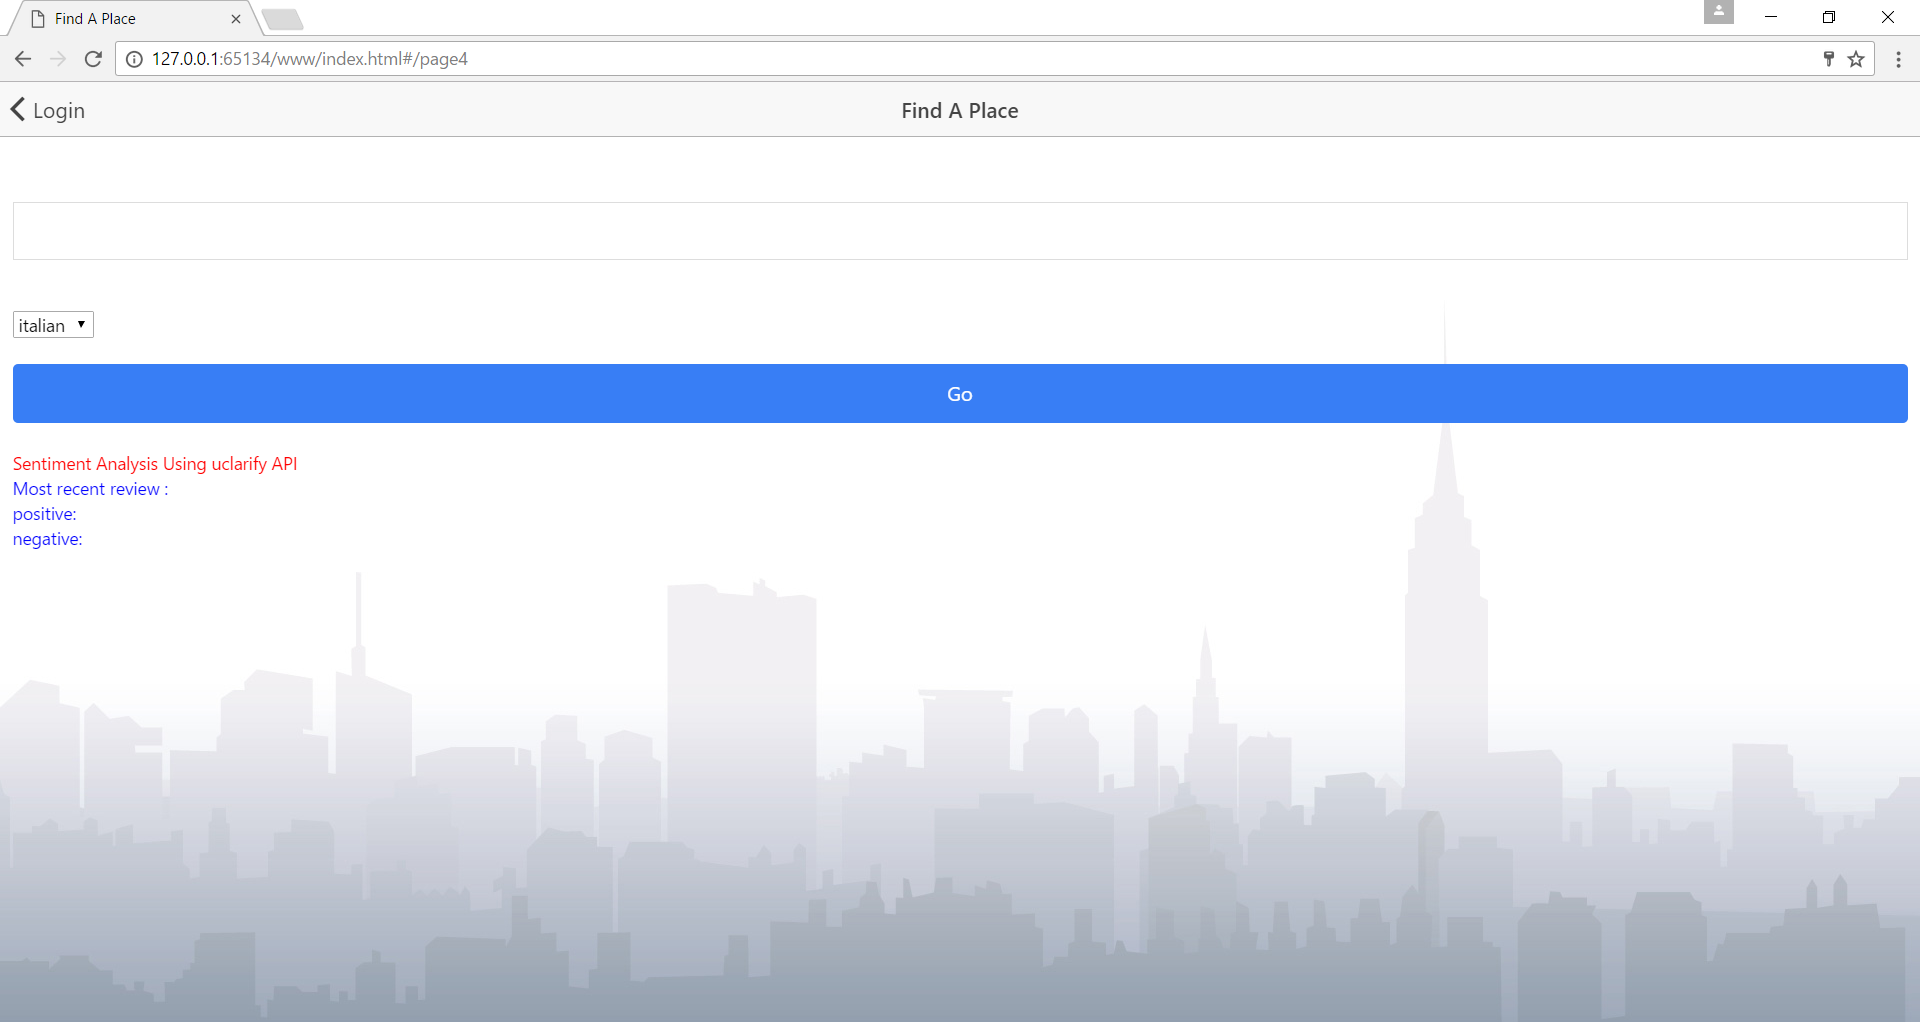 Find A Place
127.0.0.1:65134/www/index.html#/page4
Login
Find A Place
italian
Go
Sentiment Analysis Using uclarify API
Most recent review :
positive:
negative: